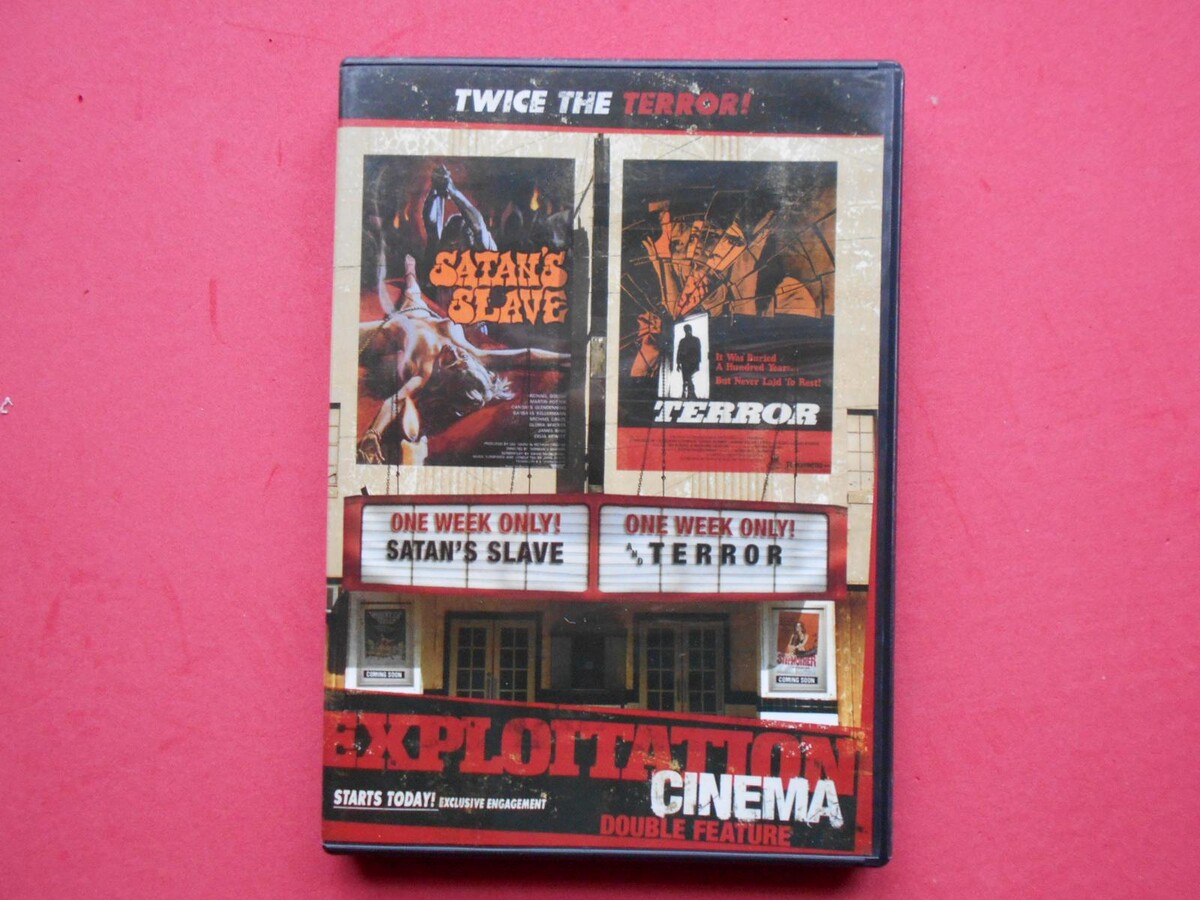 TWICE THE TERROR!
SATAN'S
SLAVE
It Was Buried
A Hundred Years...
But Never Laid To Rest!
TERROR
ONE WEEK ONLY!
SATAN'S SLAVE
ONE WEEK ONLY!
AND TERROR
COMING SOON
COMING SOON
EXPLOITATION
CINEMA
STARTS TODAY! EXCLUSIVE ENGAGEMENT
DOUBLE FEATURE